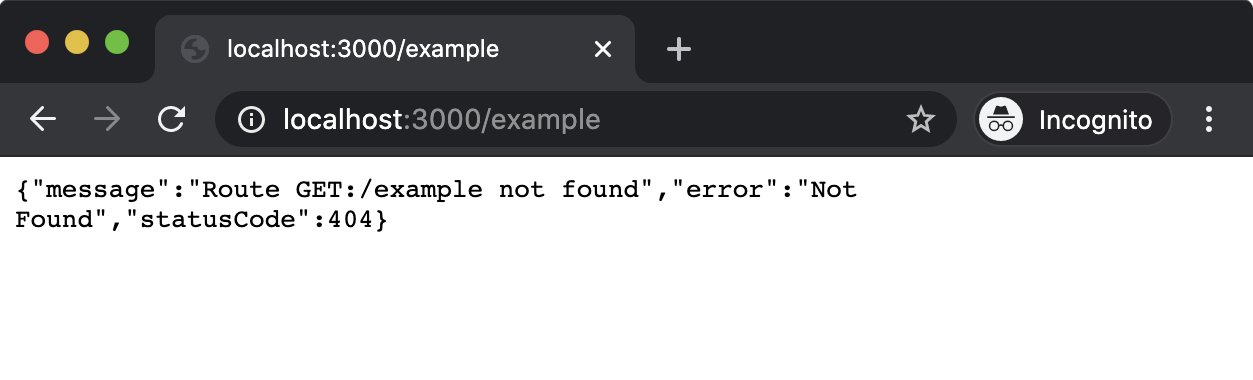 localhost:3000/example
localhost:3000/example
Incognito
{"message":"Route GET:/example not found","error":"Not
Found","statusCode":404}